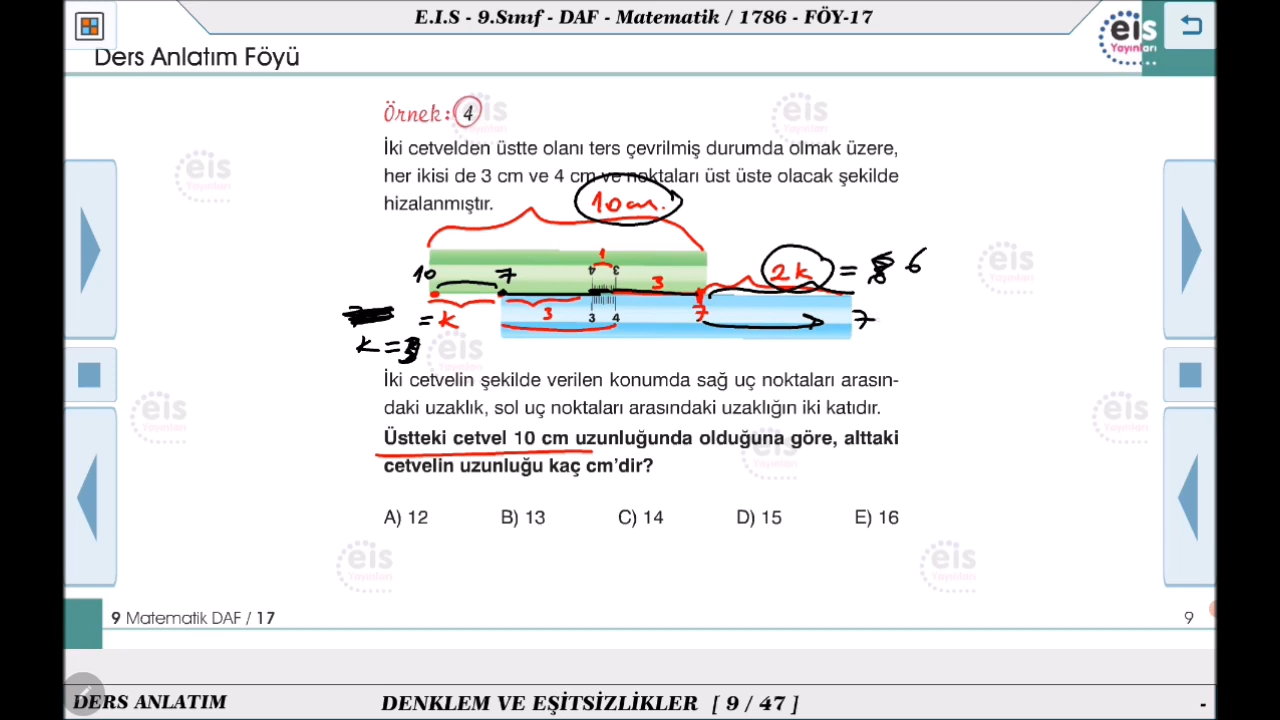 E.I.S - 9.Sınıf - DAF - Matematik / 1786 - FÖY-17
eis
Yayınları
Ders Anlatım Föyü
Örnek: 4
İki cetvelden üstte olanı ters çevrilmiş durumda olmak üzere,
her ikisi de 3 cm ve 4 cm ve noktaları üst üste olacak şekilde
hizalanmıştır.
10 cm.
1
10 7 4 3 3 2k = 6
= k 3 3 4 7 7
k =
İki cetvelin şekilde verilen konumda sağ uç noktaları arasın-
daki uzaklık, sol uç noktaları arasındaki uzaklığın iki katıdır.
Üstteki cetvel 10 cm uzunluğunda olduğuna göre, alttaki
cetvelin uzunluğu kaç cm'dir?
A) 12 B) 13 C) 14 D) 15 E) 16
9 Matematik DAF / 17
9
DERS ANLATIM DENKLEM VE EŞİTSİZLİKLER [ 9 / 47 ] -